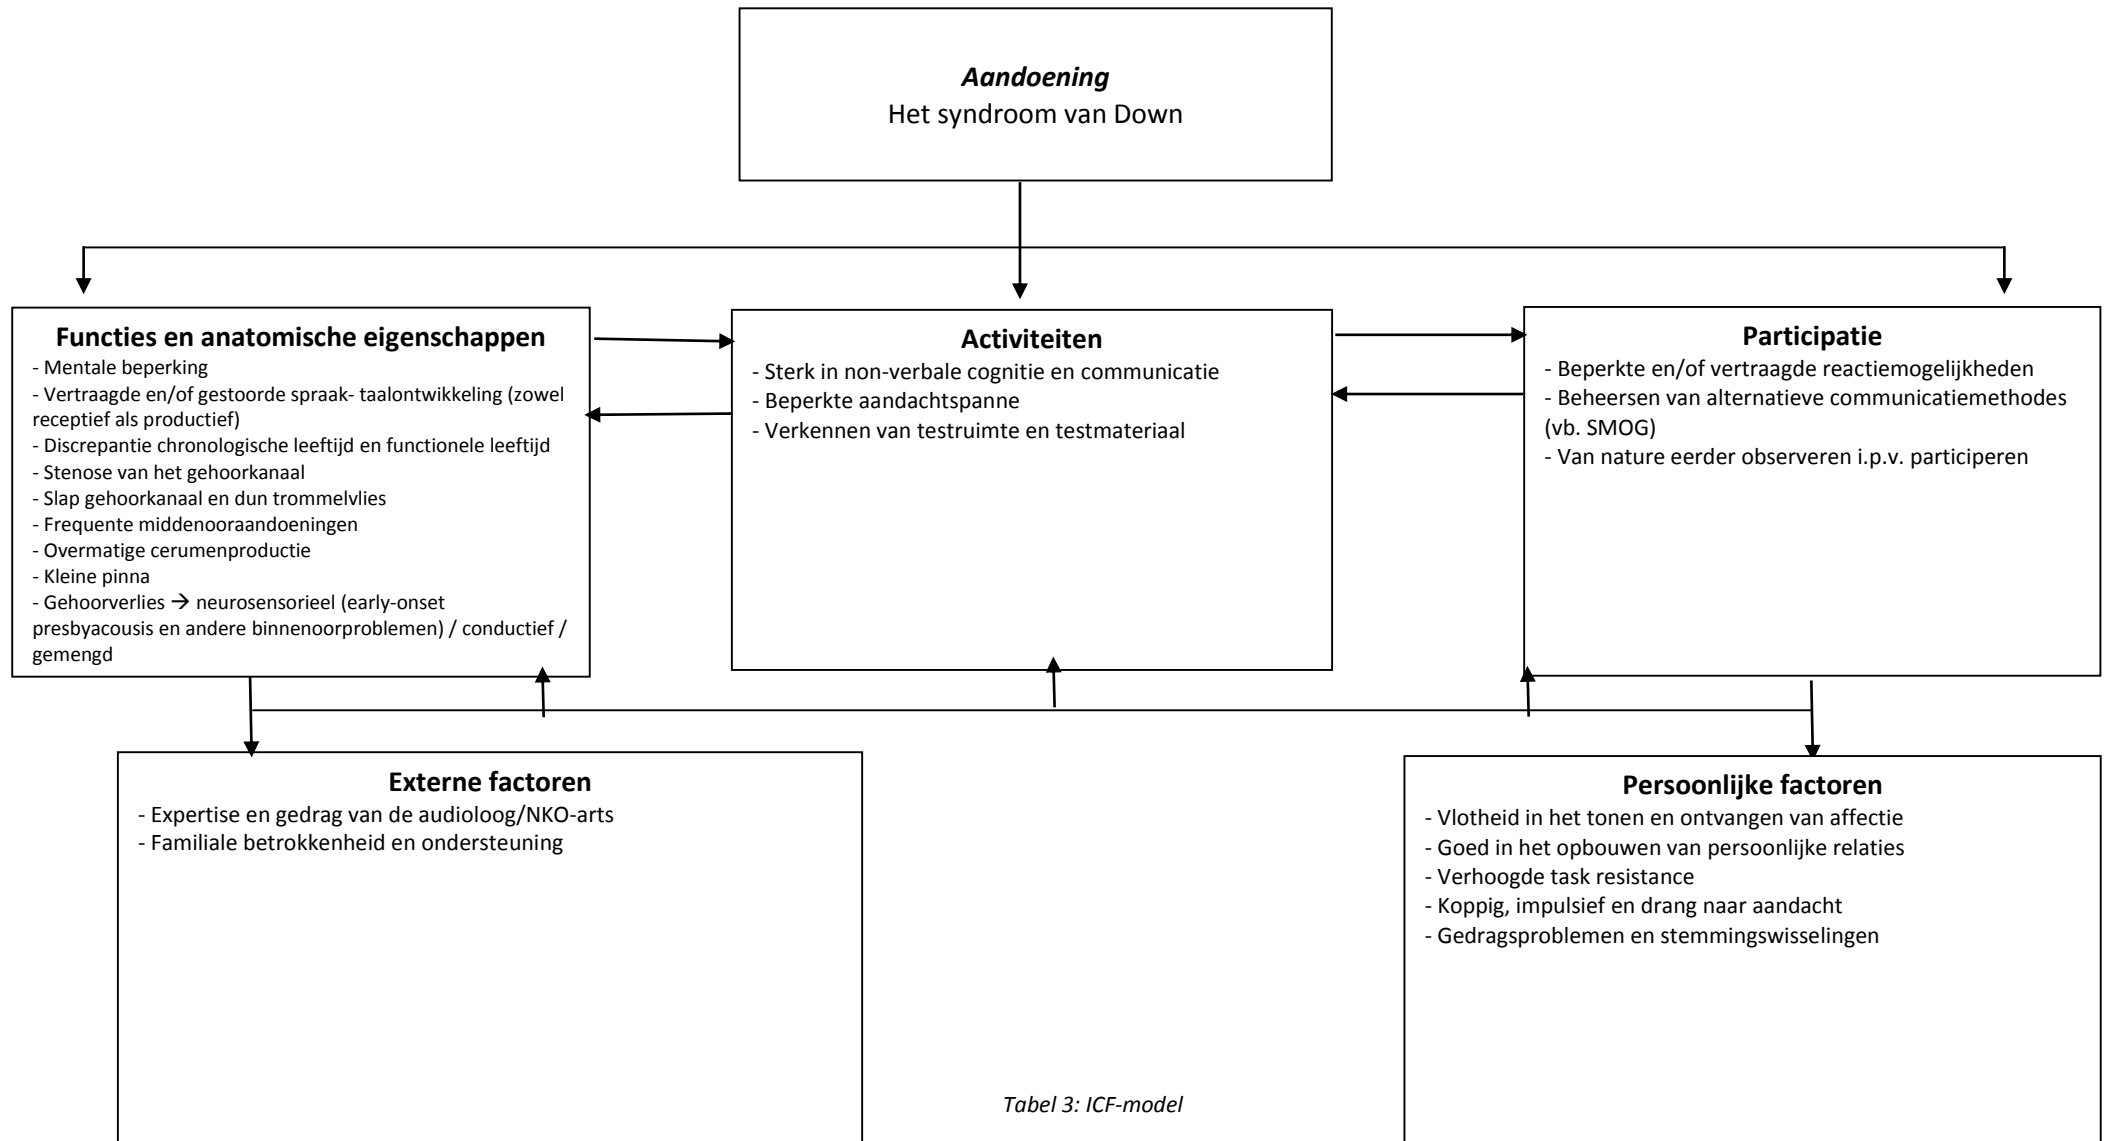 Aandoening
Het syndroom van Down
Functies en anatomische eigenschappen
- Mentale beperking
- Vertraagde en/of gestoorde spraak- taalontwikkeling (zowel
receptief als productief)
- Discrepantie chronologische leeftijd en functionele leeftijd
- Stenose van het gehoorkanaal
- Slap gehoorkanaal en dun trommelvlies
- Frequente middenooraandoeningen
- Overmatige cerumenproductie
- Kleine pinna
- Gehoorverlies → neurosensorieel (early-onset
presbyacousis en andere binnenoorproblemen) / conductief /
gemengd
Activiteiten
- Sterk in non-verbale cognitie en communicatie
- Beperkte aandachtspanne
- Verkennen van testruimte en testmateriaal
Participatie
- Beperkte en/of vertraagde reactiemogelijkheden
- Beheersen van alternatieve communicatiemethodes
(vb. SMOG)
- Van nature eerder observeren i.p.v. participeren
Externe factoren
- Expertise en gedrag van de audioloog/NKO-arts
- Familiale betrokkenheid en ondersteuning
Persoonlijke factoren
- Vlotheid in het tonen en ontvangen van affectie
- Goed in het opbouwen van persoonlijke relaties
- Verhoogde task resistance
- Koppig, impulsief en drang naar aandacht
- Gedragsproblemen en stemmingswisselingen
Tabel 3: ICF-model